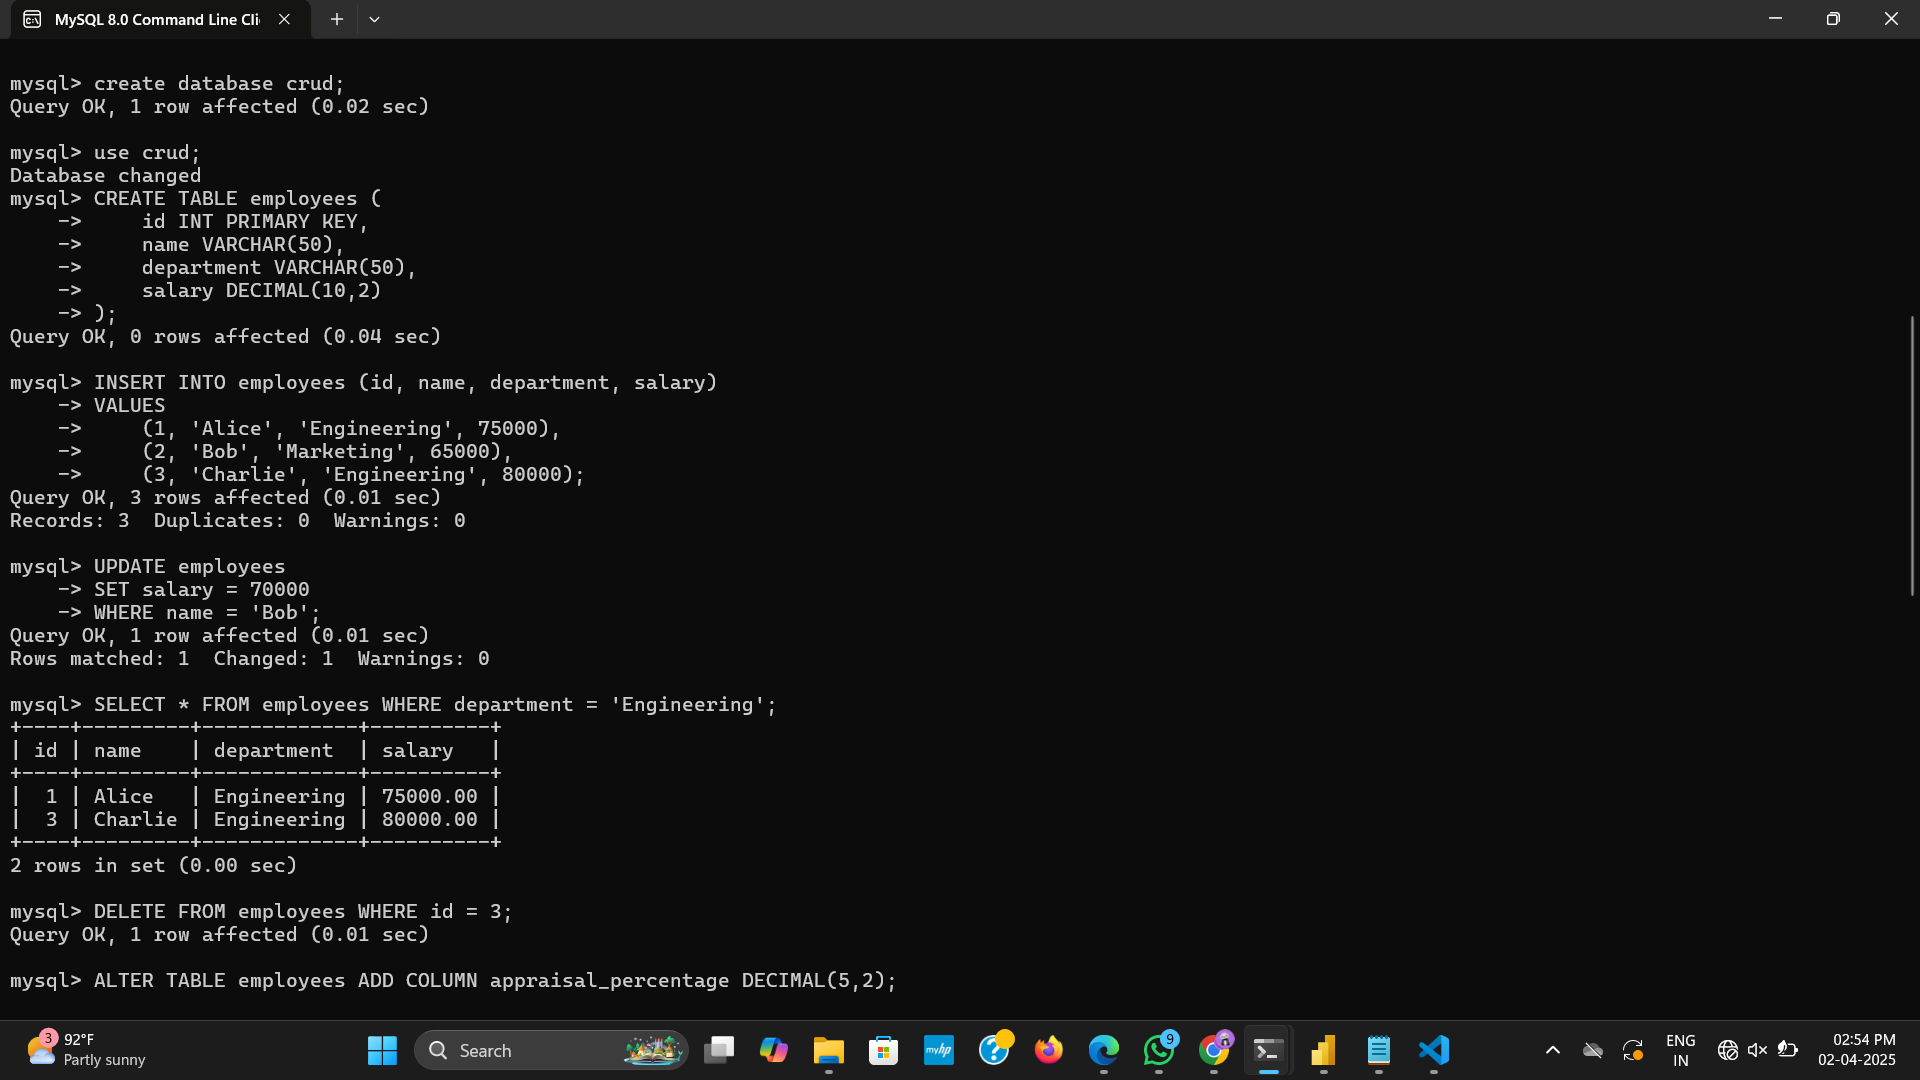 MySQL 8.0 Command Line Cli
mysql> create database crud;
Query OK, 1 row affected (0.02 sec)
mysql> use crud;
Database changed
mysql> CREATE TABLE employees (
    ->     id INT PRIMARY KEY,
    ->     name VARCHAR(50),
    ->     department VARCHAR(50),
    ->     salary DECIMAL(10,2)
    -> );
Query OK, 0 rows affected (0.04 sec)
mysql> INSERT INTO employees (id, name, department, salary)
    -> VALUES
    ->     (1, 'Alice', 'Engineering', 75000),
    ->     (2, 'Bob', 'Marketing', 65000),
    ->     (3, 'Charlie', 'Engineering', 80000);
Query OK, 3 rows affected (0.01 sec)
Records: 3  Duplicates: 0  Warnings: 0
mysql> UPDATE employees
    -> SET salary = 70000
    -> WHERE name = 'Bob';
Query OK, 1 row affected (0.01 sec)
Rows matched: 1  Changed: 1  Warnings: 0
mysql> SELECT * FROM employees WHERE department = 'Engineering';
+----+---------+-------------+----------+
| id | name    | department  | salary   |
+----+---------+-------------+----------+
|  1 | Alice   | Engineering | 75000.00 |
|  3 | Charlie | Engineering | 80000.00 |
+----+---------+-------------+----------+
2 rows in set (0.00 sec)
mysql> DELETE FROM employees WHERE id = 3;
Query OK, 1 row affected (0.01 sec)
mysql> ALTER TABLE employees ADD COLUMN appraisal_percentage DECIMAL(5,2);
3
92°F
Partly sunny
Search
myhp
9
ENG
IN
02:54 PM
02-04-2025